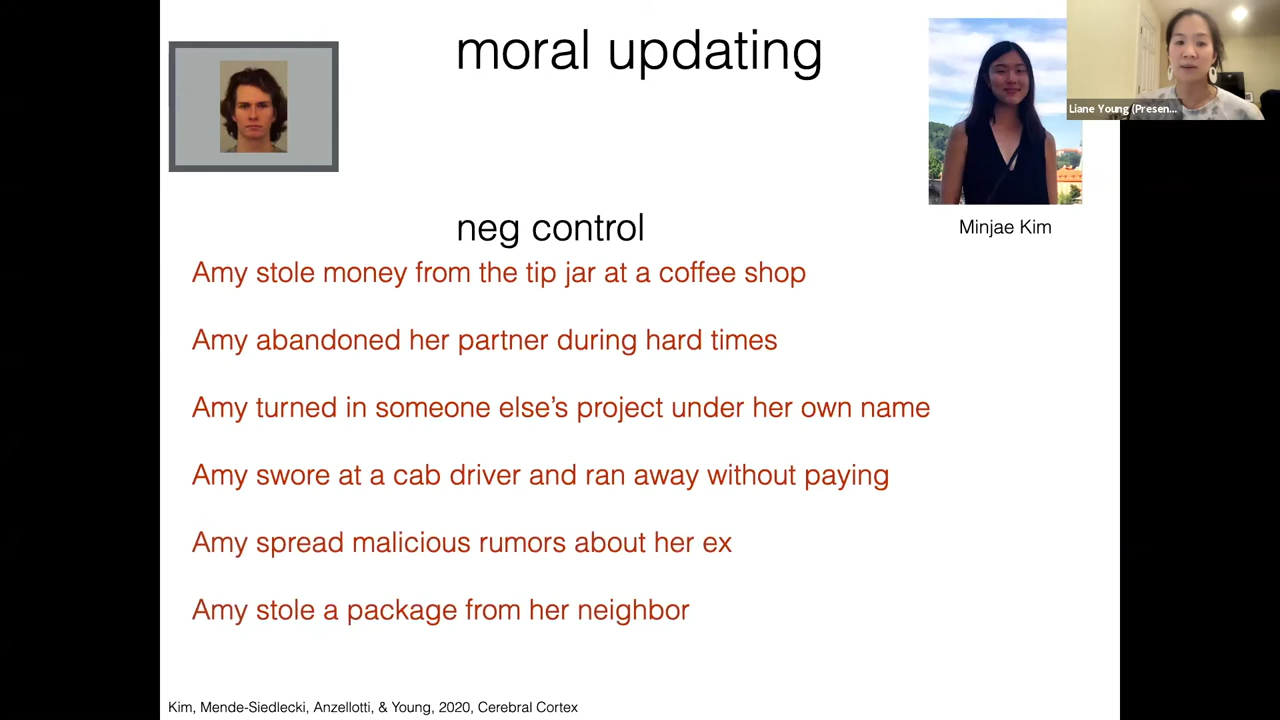 moral updating
Liane Young (Presen...
Minjae Kim
neg control
Amy stole money from the tip jar at a coffee shop
Amy abandoned her partner during hard times
Amy turned in someone else’s project under her own name
Amy swore at a cab driver and ran away without paying
Amy spread malicious rumors about her ex
Amy stole a package from her neighbor
Kim, Mende-Siedlecki, Anzellotti, & Young, 2020, Cerebral Cortex